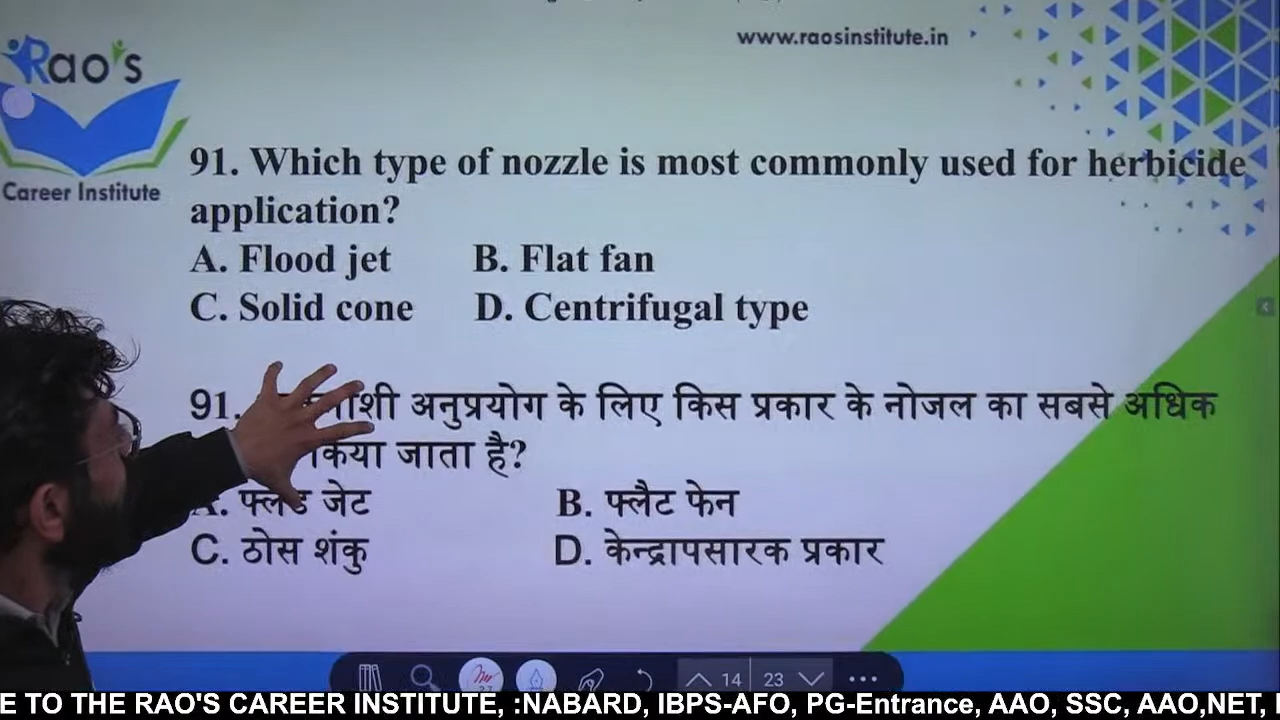 www.raosinstitute.in
Rao's
Career Institute
91. Which type of nozzle is most commonly used for herbicide
application?
A. Flood jet B. Flat fan
C. Solid cone D. Centrifugal type
91. अनुप्रयोग के लिए किस प्रकार के नोजल का सबसे अधिक
किया जाता है?
A. फ्लड जेट B. फ्लैट फेन
C. ठोस शंकु D. केन्द्रापसारक प्रकार
14 23
E TO THE RAO'S CAREER INSTITUTE, :NABARD, IBPS-AFO, PG-Entrance, AAO, SSC, AAO,NET,